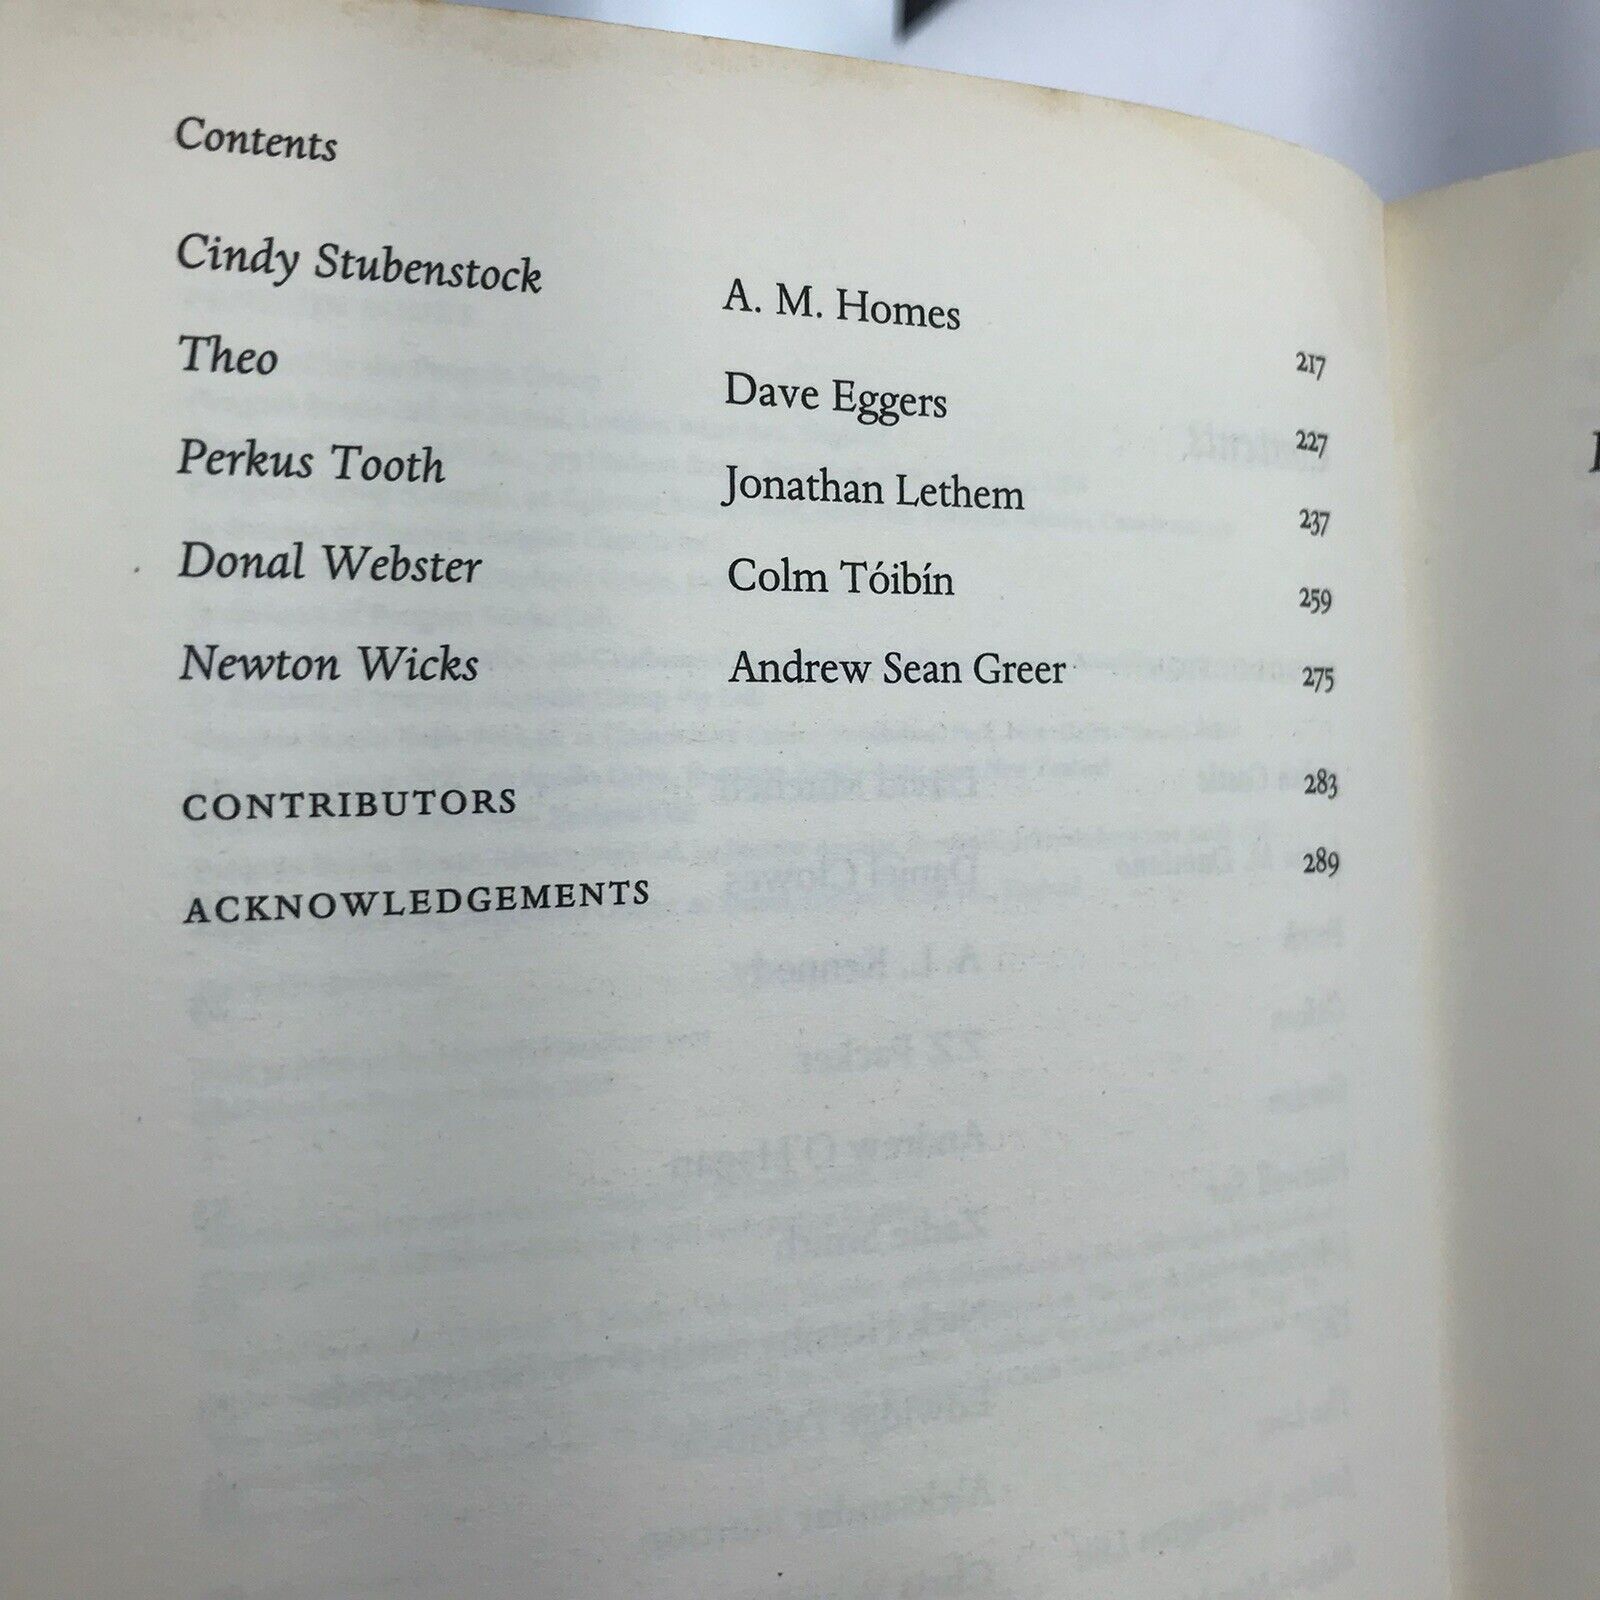 Contents
Cindy Stubenstock A. M. Homes 217
Theo Dave Eggers 227
Perkus Tooth Jonathan Lethem 237
Donal Webster Colm Tóibín 259
Newton Wicks Andrew Sean Greer 275
CONTRIBUTORS 283
ACKNOWLEDGEMENTS 289